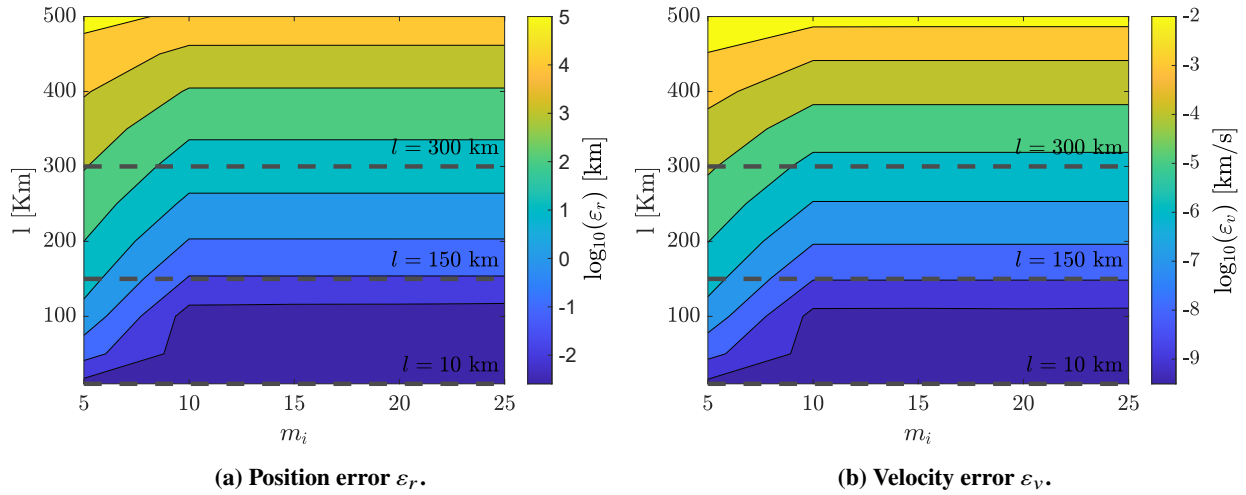 500
400
300
200
100
l [Km]
5
10
15
20
25
m_i
l = 300 km
l = 150 km
l = 10 km
5
4
3
2
1
0
-1
-2
log10(ε_r) [km]
(a) Position error ε_r.
500
400
300
200
100
l [Km]
5
10
15
20
25
m_i
l = 300 km
l = 150 km
l = 10 km
-2
-3
-4
-5
-6
-7
-8
-9
log10(ε_v) [km/s]
(b) Velocity error ε_v.